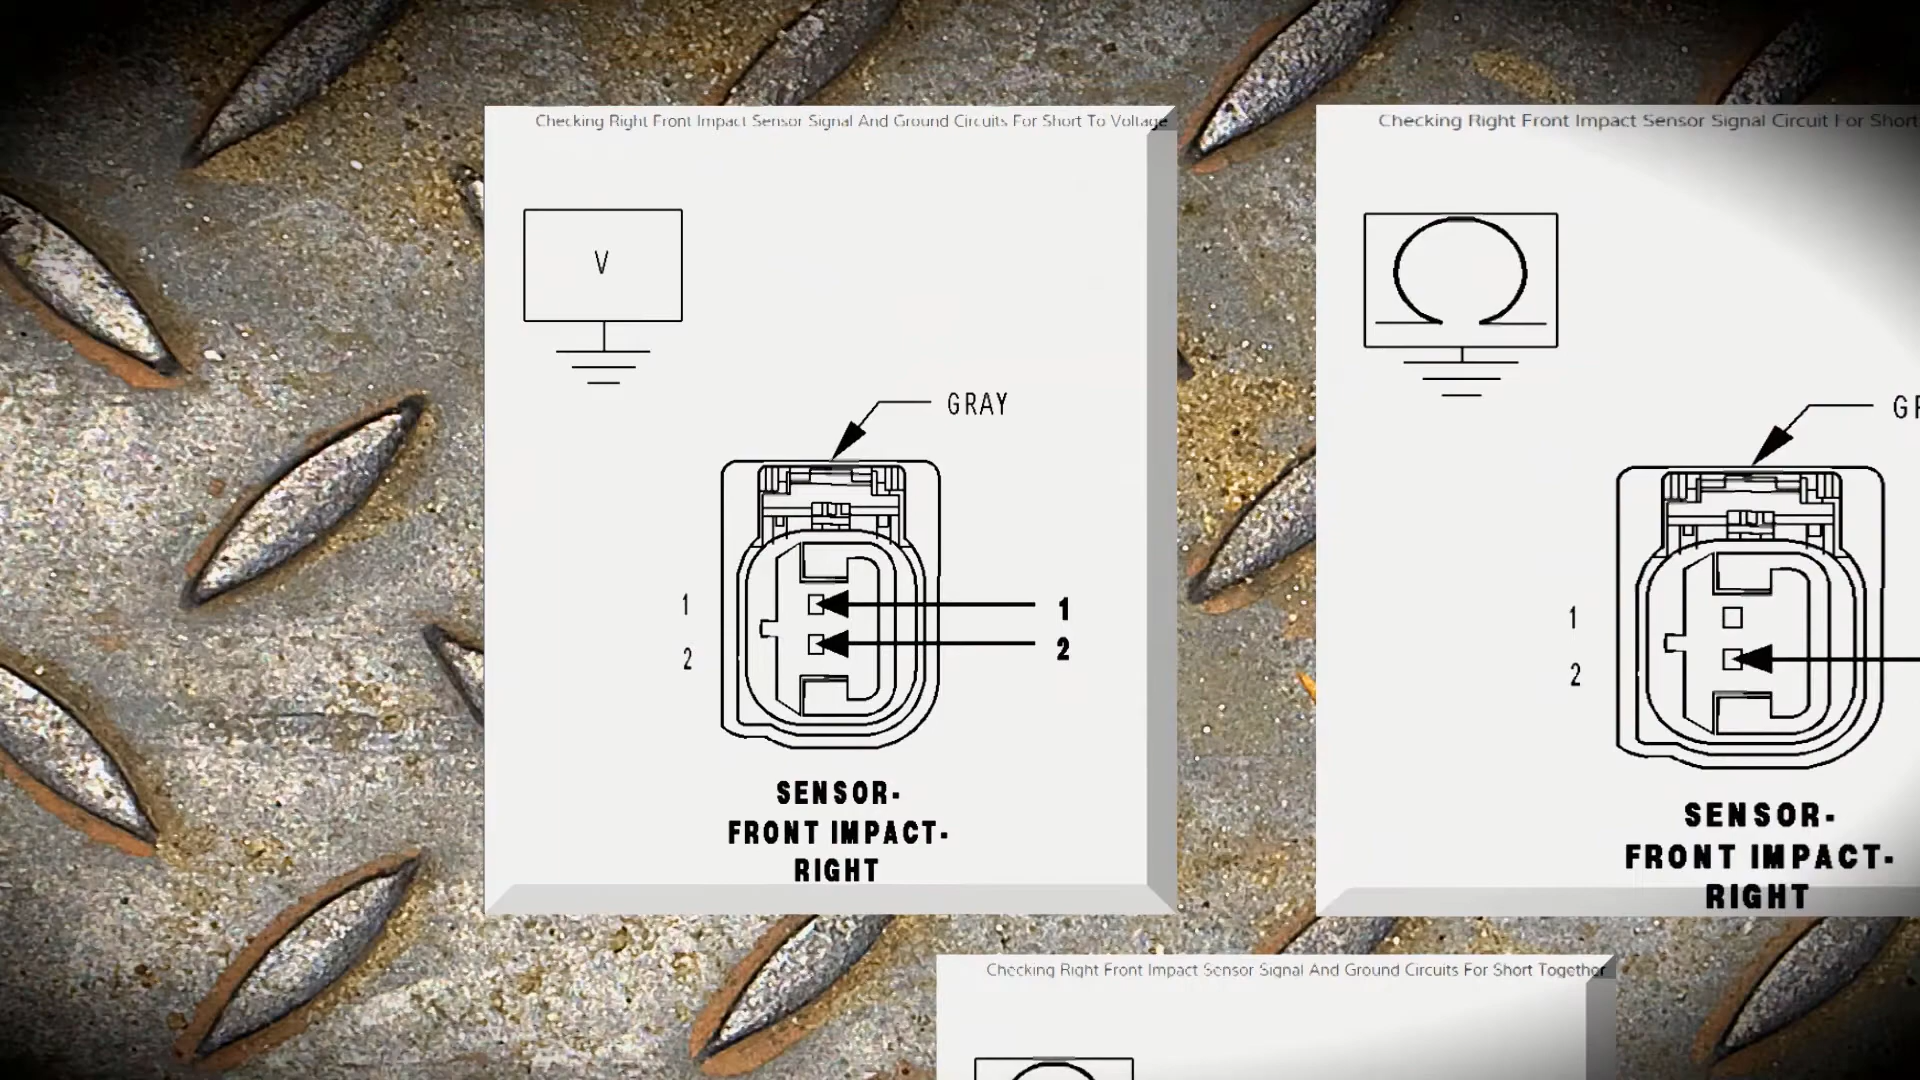 Checking Right Front Impact Sensor Signal And Ground Circuits For Short To Voltage
V
GRAY
1
2
1
2
SENSOR-
FRONT IMPACT-
RIGHT
Checking Right Front Impact Sensor Signal Circuit For Short
Ω
1
2
SENSOR-
FRONT IMPACT-
RIGHT
Checking Right Front Impact Sensor Signal And Ground Circuits For Short Together